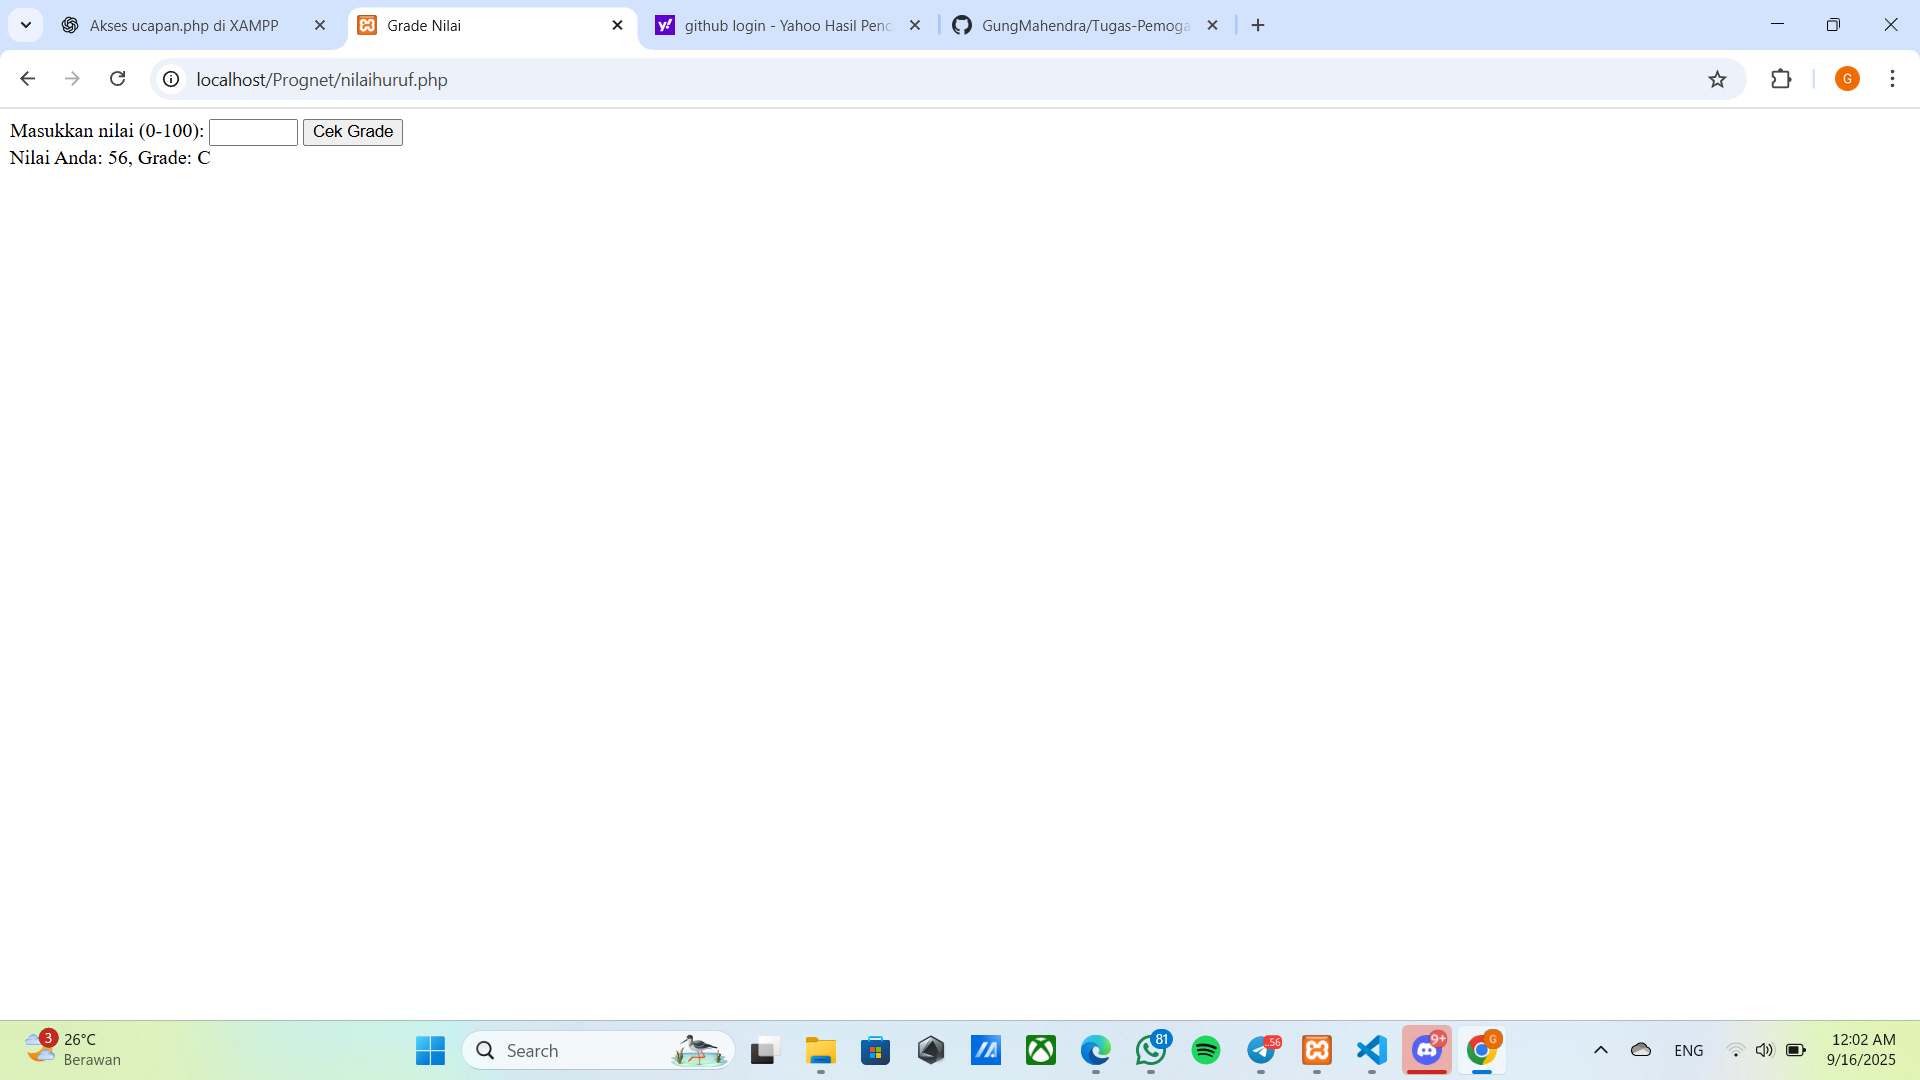 Akses ucapan.php di XAMPP
Grade Nilai
github login - Yahoo Hasil Penc
GungMahendra/Tugas-Pemoga
localhost/Prognet/nilaihuruf.php
G
Masukkan nilai (0-100): Cek Grade
Nilai Anda: 56, Grade: C
3
26°C
Berawan
Search
81
..56
9+
G
ENG
12:02 AM
9/16/2025